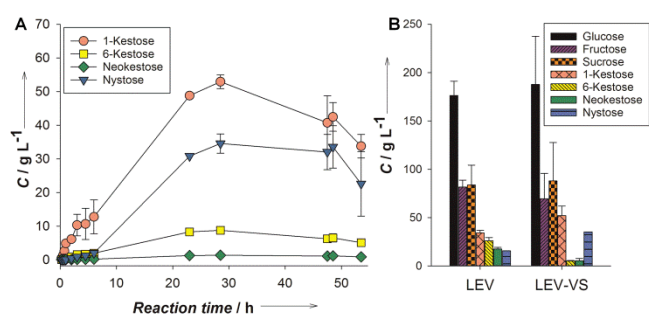 A
70
60
50
40
30
20
10
0
C / g L⁻¹
1-Kestose
6-Kestose
Neokestose
Nystose
0 10 20 30 40 50
Reaction time / h
B
250
200
150
100
50
0
C / g L⁻¹
Glucose
Fructose
Sucrose
1-Kestose
6-Kestose
Neokestose
Nystose
LEV LEV-VS